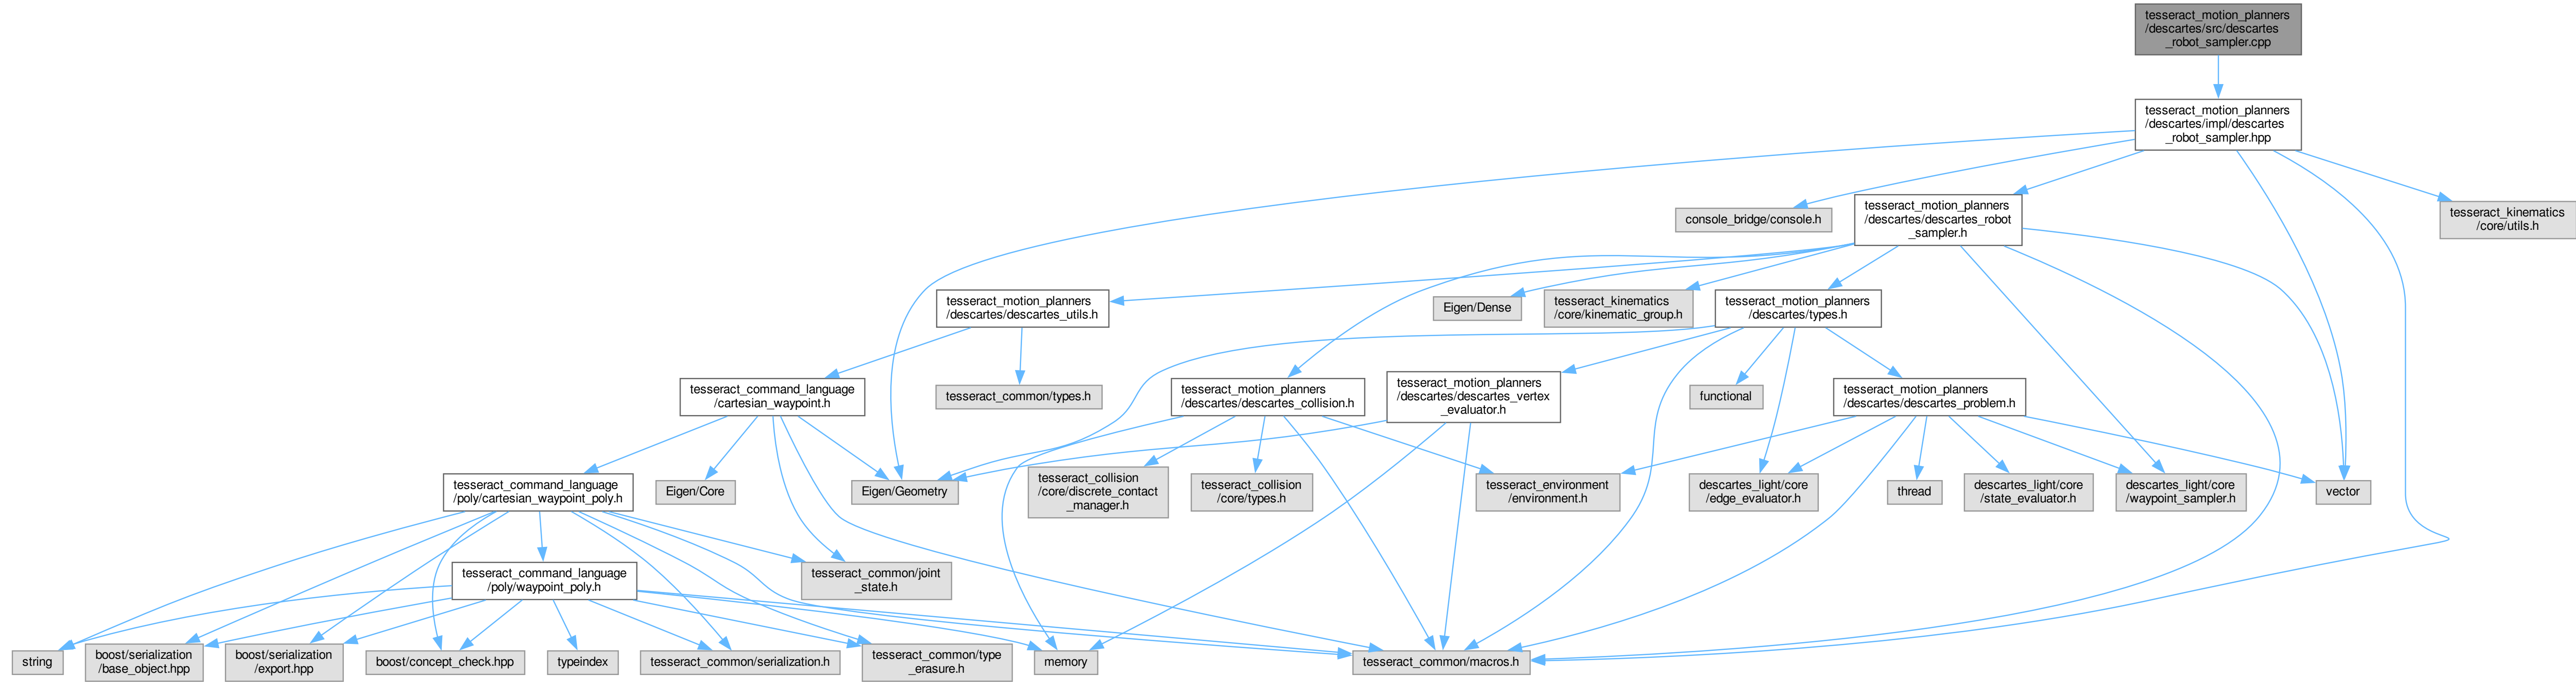 tesseract_motion_planners
/descartes/src/descartes
_robot_sampler.cpp
tesseract_motion_planners
/descartes/impl/descartes
_robot_sampler.hpp
console_bridge/console.h
tesseract_motion_planners
/descartes/descartes_robot
_sampler.h
tesseract_kinematics
/core/utils.h
tesseract_motion_planners
/descartes/descartes_utils.h
Eigen/Dense
tesseract_kinematics
/core/kinematic_group.h
tesseract_motion_planners
/descartes/types.h
tesseract_command_language
/cartesian_waypoint.h
tesseract_common/types.h
tesseract_motion_planners
/descartes/descartes_collision.h
tesseract_motion_planners
/descartes/descartes_vertex
_evaluator.h
functional
tesseract_motion_planners
/descartes/descartes_problem.h
tesseract_command_language
/poly/cartesian_waypoint_poly.h
Eigen/Core
Eigen/Geometry
tesseract_collision
/core/discrete_contact
_manager.h
tesseract_collision
/core/types.h
tesseract_environment
/environment.h
descartes_light/core
/edge_evaluator.h
thread
descartes_light/core
/state_evaluator.h
descartes_light/core
/waypoint_sampler.h
vector
tesseract_command_language
/poly/waypoint_poly.h
tesseract_common/joint
_state.h
string
boost/serialization
/base_object.hpp
boost/serialization
/export.hpp
boost/concept_check.hpp
typeindex
tesseract_common/serialization.h
tesseract_common/type
_erasure.h
memory
tesseract_common/macros.h